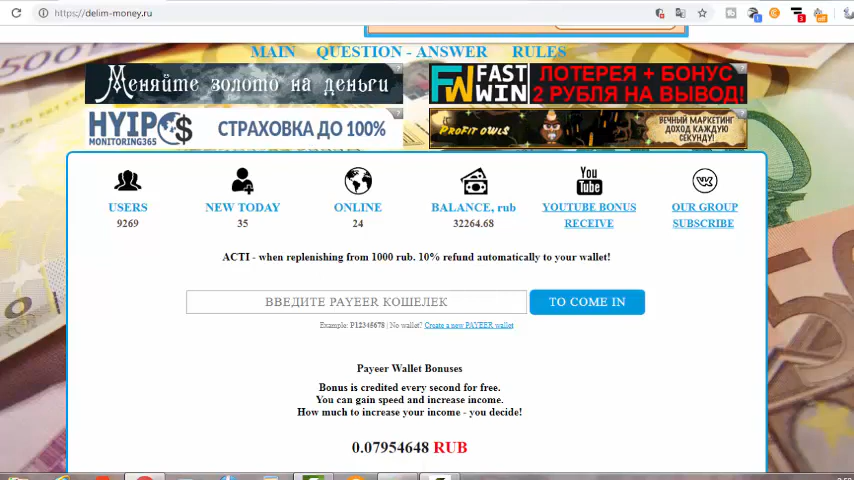 https://delim-money.ru
MAIN QUESTION - ANSWER RULES
Меняйте золото на деньги
FW FAST WIN ЛОТЕРЕЯ + БОНУС 2 РУБЛЯ НА ВЫВОД!
HYIPS MONITORING365 СТРАХОВКА ДО 100%
PROFIT OWLS ВЕЧНЫЙ МАРКЕТИНГ ДОХОД КАЖДУЮ СЕКУНДУ!
You Tube
USERS NEW TODAY ONLINE BALANCE, rub YOUTUBE BONUS OUR GROUP
9269 35 24 32264.68 RECEIVE SUBSCRIBE
ACTI - when replenishing from 1000 rub. 10% refund automatically to your wallet!
ВВЕДИТЕ PAYEER КОШЕЛЕК TO COME IN
Example: P12345678 | No wallet? Create a new PAYEER wallet
Payeer Wallet Bonuses
Bonus is credited every second for free.
You can gain speed and increase income.
How much to increase your income - you decide!
0.07954648 RUB